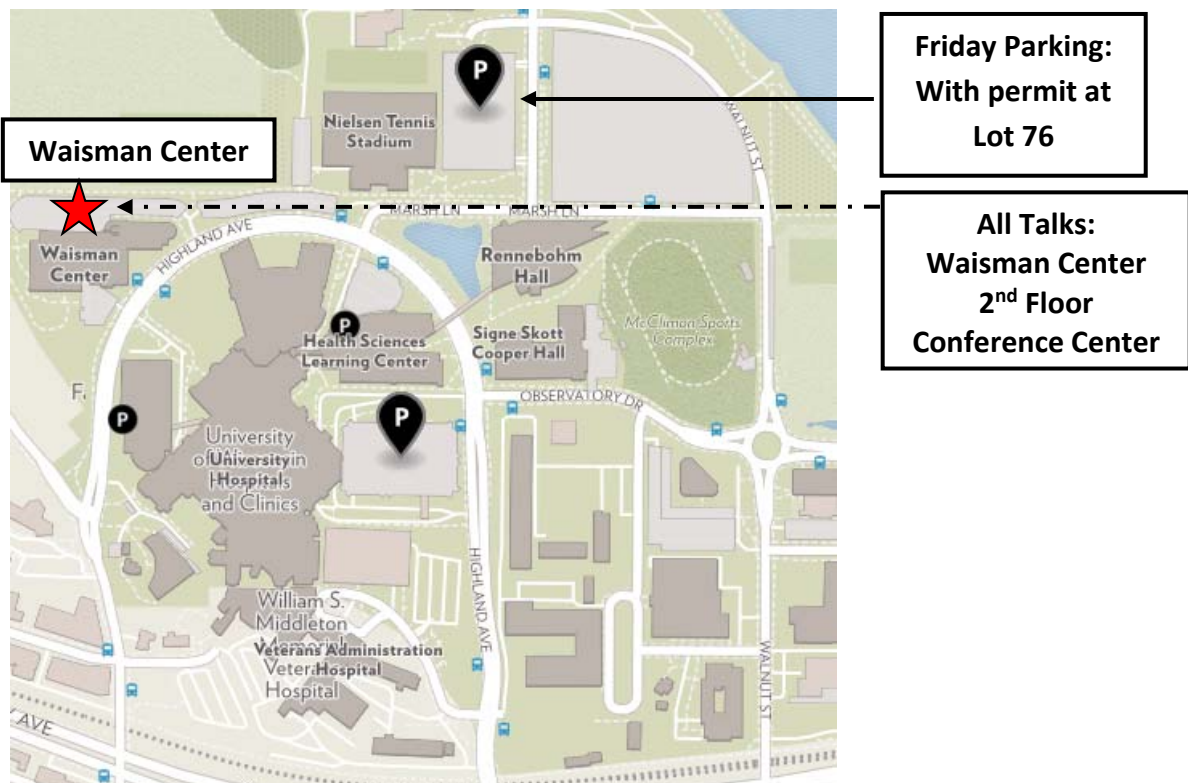 Friday Parking:
With permit at
Lot 76
Waisman Center
All Talks:
Waisman Center
2nd Floor
Conference Center
P
Nielsen Tennis
Stadium
WALNUT ST
MARSH LN
MARSH LN
HIGHLAND AVE
Waisman
Center
Rennebohm
Hall
P
Health Sciences
Learning Center
Signe Skott
Cooper Hall
McClimon Sports
Complex
F.
P
P
OBSERVATORY DR
University
University
Hospital
and Clinics
HIGHLAND AVE
William S.
Middleton
Veterans Administration
Hospital
Hospital
WALNUT ST
AVE